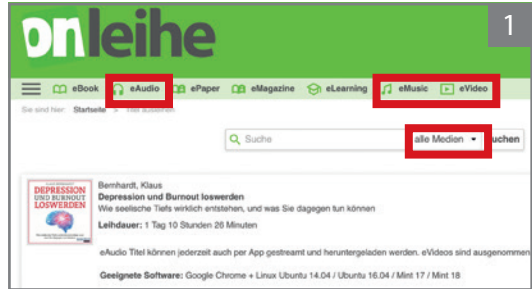 onleihe
1
eBook eAudio ePaper eMagazine eLearning eMusic eVideo
Sie sind hier: Startseite > Titel ausleihen
Suche alle Medien uchen
DEPRESSION
UND BURNOUT
LOSWERDEN
Bernhardt, Klaus
Depression und Burnout loswerden
Wie seelische Tiefs wirklich entstehen, und was Sie dagegen tun können
Leihdauer: 1 Tag 10 Stunden 26 Minuten
eAudio Titel können jederzeit auch per App gestreamt und heruntergeladen werden. eVideos sind ausgenommen
Geeignete Software: Google Chrome + Linux Ubuntu 14.04 / Ubuntu 16.04 / Mint 17 / Mint 18